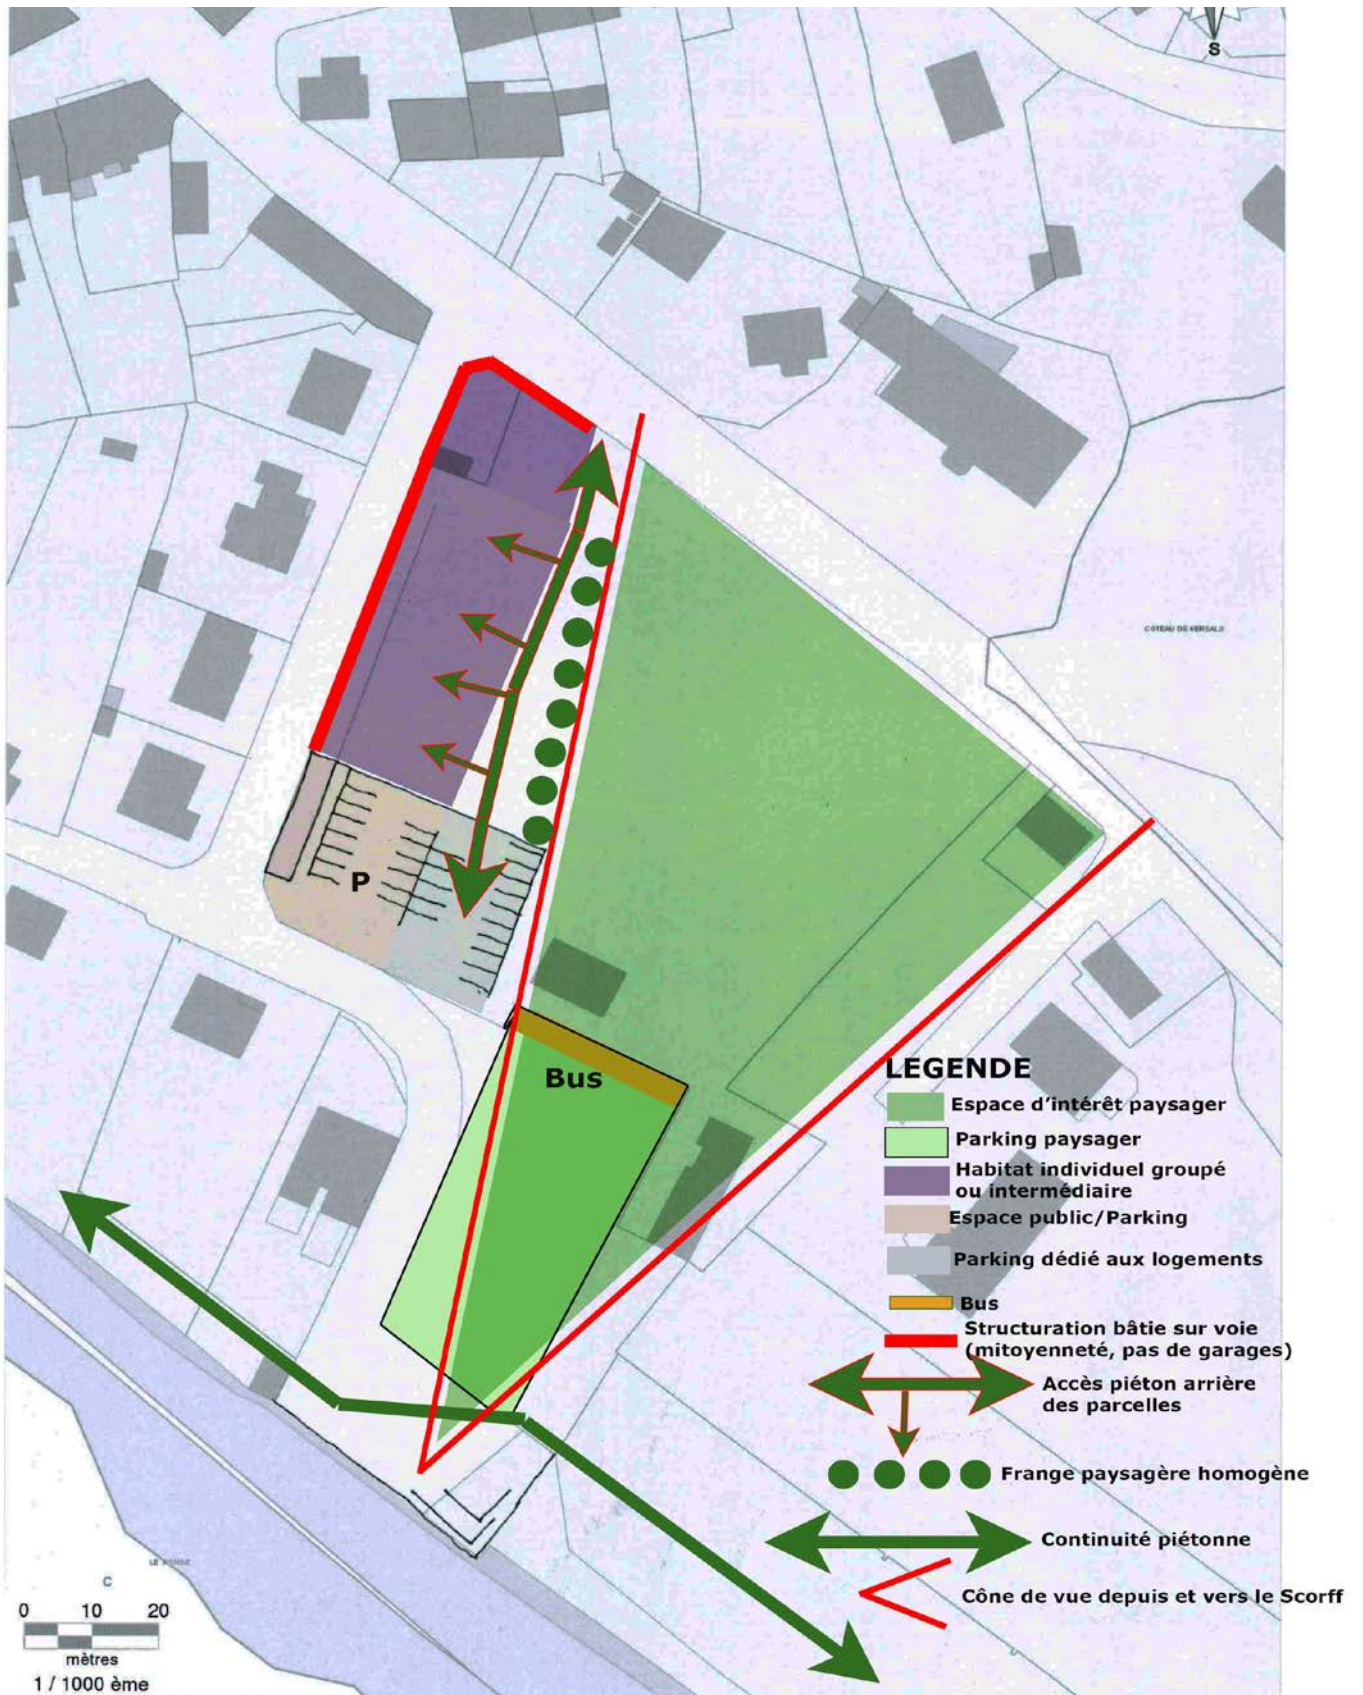 S
COTEAU DE KERSALO
P
Bus
LEGENDE
Espace d'intérêt paysager
Parking paysager
Habitat individuel groupé
ou intermédiaire
Espace public/Parking
Parking dédié aux logements
Bus
Structuration bâtie sur voie
(mitoyenneté, pas de garages)
Accès piéton arrière
des parcelles
Frange paysagère homogène
Continuité piétonne
Cône de vue depuis et vers le Scorff
C
0 10 20
mètres
1 / 1000 ème